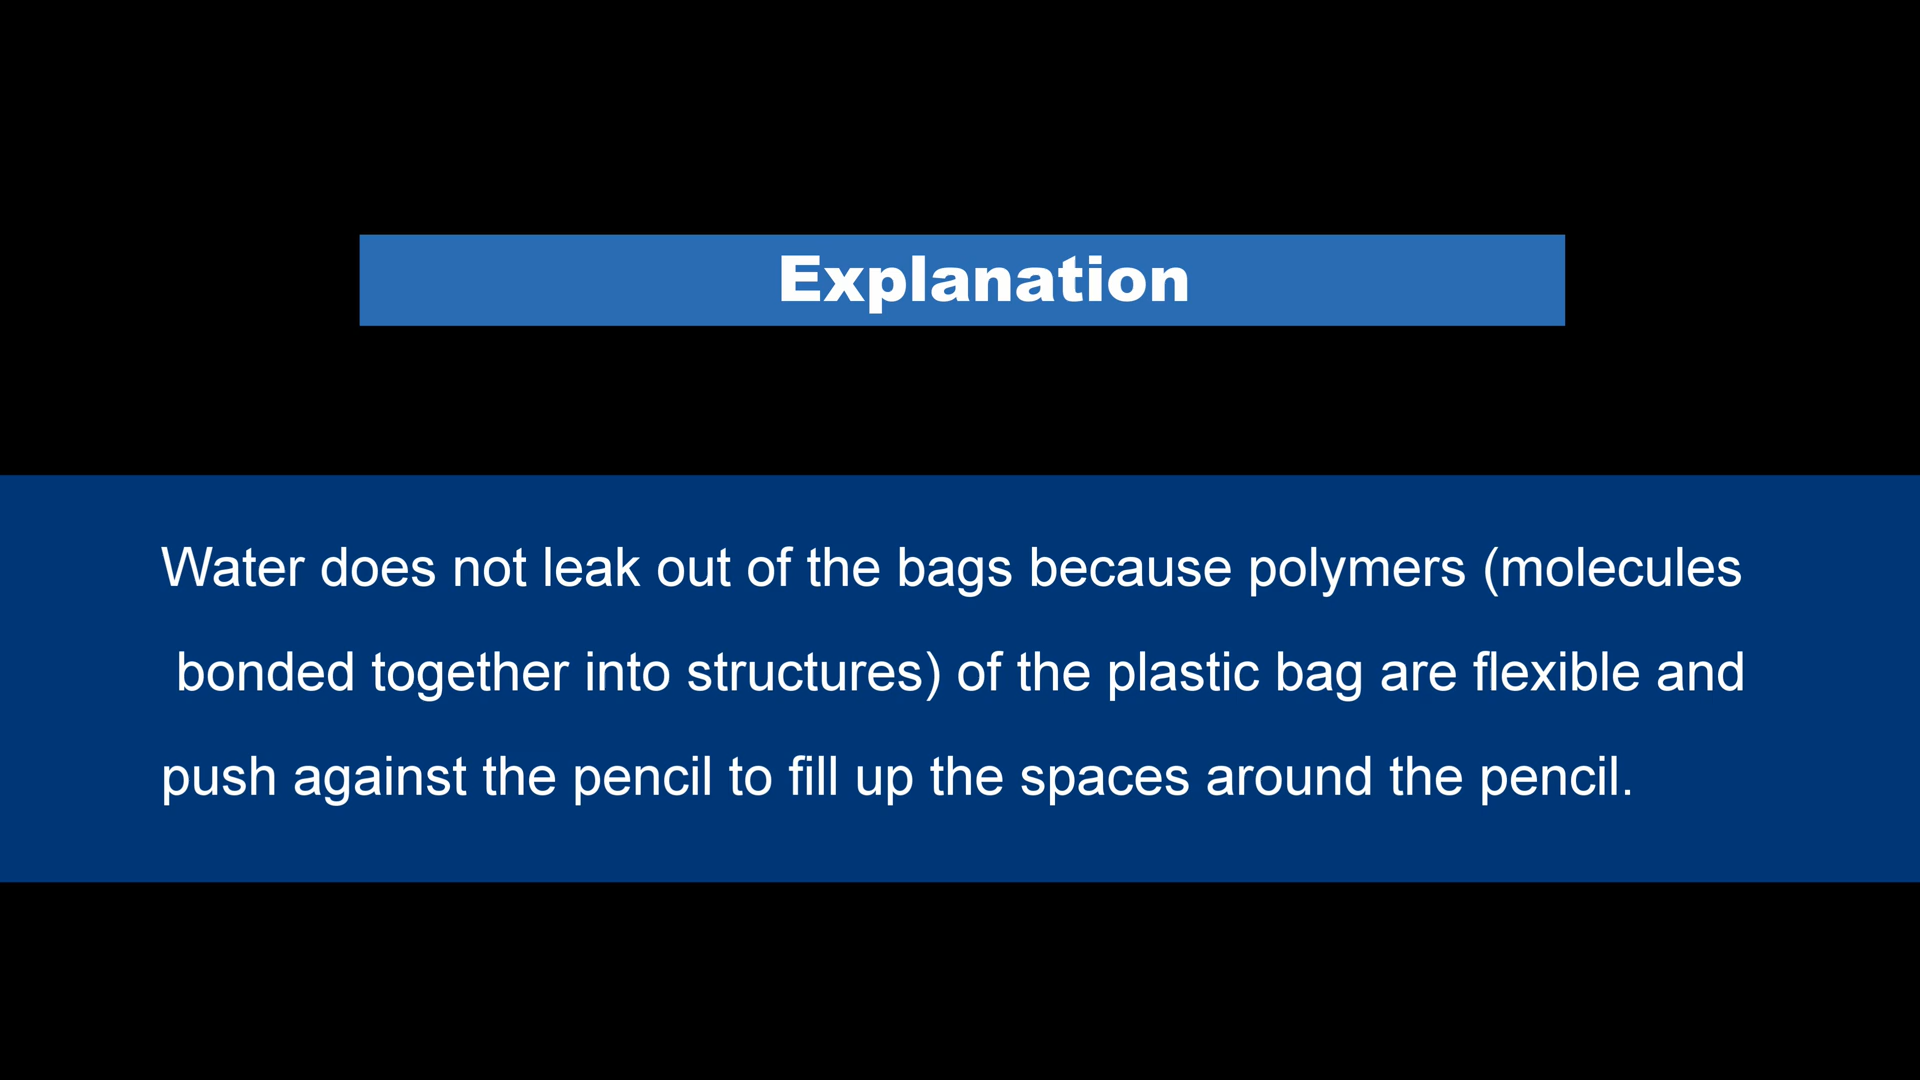 Explanation
Water does not leak out of the bags because polymers (molecules
bonded together into structures) of the plastic bag are flexible and
push against the pencil to fill up the spaces around the pencil.